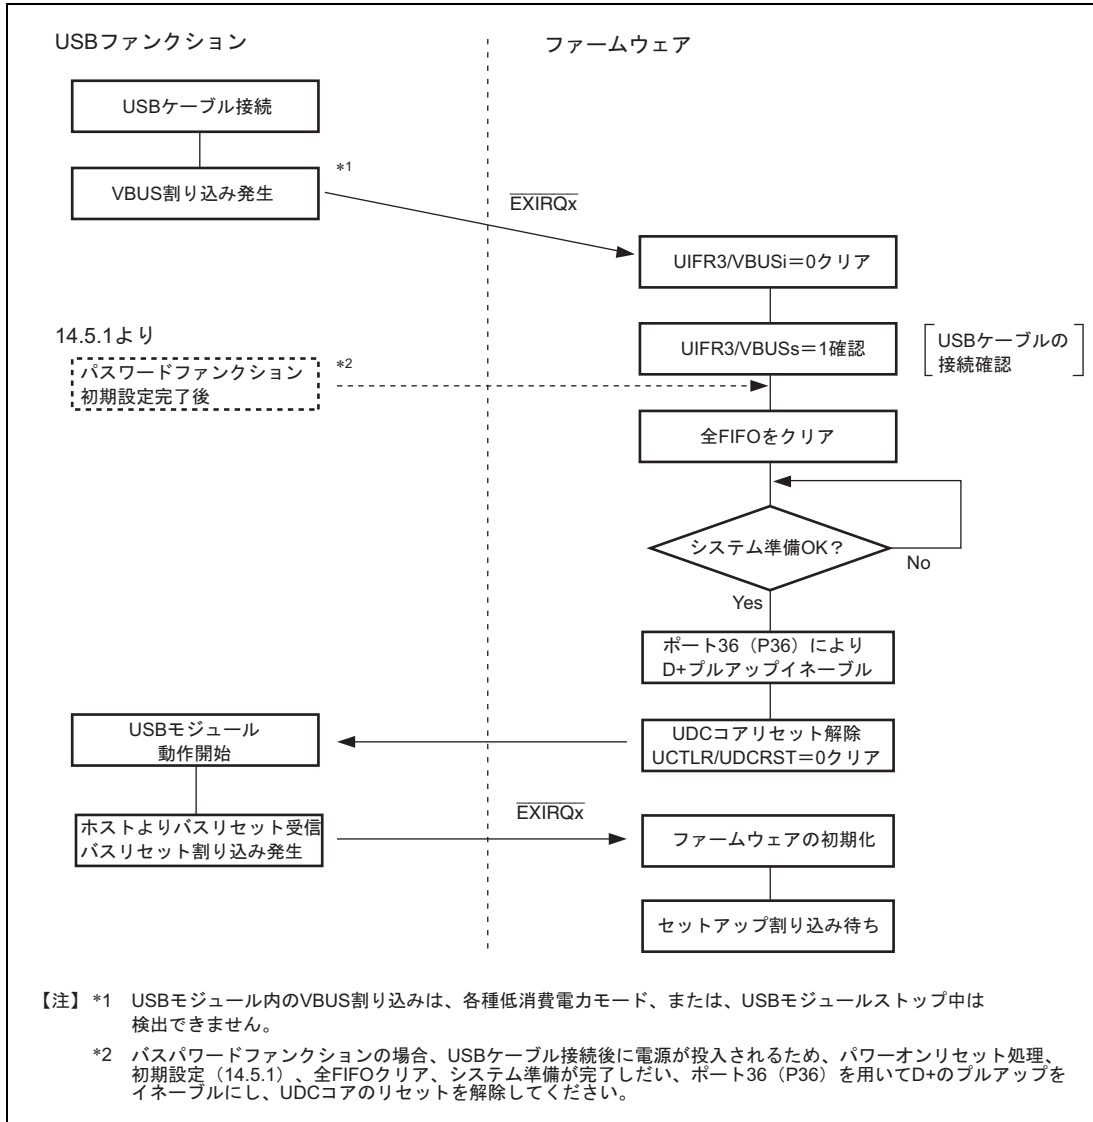 USBファンクション
ファームウェア
USBケーブル接続
VBUS割り込み発生
*1
EXIRQx
UIFR3/VBUSi＝0クリア
UIFR3/VBUSs＝1確認
USBケーブルの
接続確認
14.5.1より
パスワードファンクション
初期設定完了後
*2
全FIFOをクリア
システム準備OK？
No
Yes
ポート36（P36）により
D+プルアップイネーブル
UDCコアリセット解除
UCTLR/UDCRST＝0クリア
USBモジュール
動作開始
ホストよりバスリセット受信
バスリセット割り込み発生
EXIRQx
ファームウェアの初期化
セットアップ割り込み待ち
【注】 *1 USBモジュール内のVBUS割り込みは、各種低消費電力モード、または、USBモジュールストップ中は
検出できません。
*2 バスパワードファンクションの場合、USBケーブル接続後に電源が投入されるため、パワーオンリセット処理、
初期設定（14.5.1）、全FIFOクリア、システム準備が完了しだい、ポート36（P36）を用いてD+のプルアップを
イネーブルにし、UDCコアのリセットを解除してください。